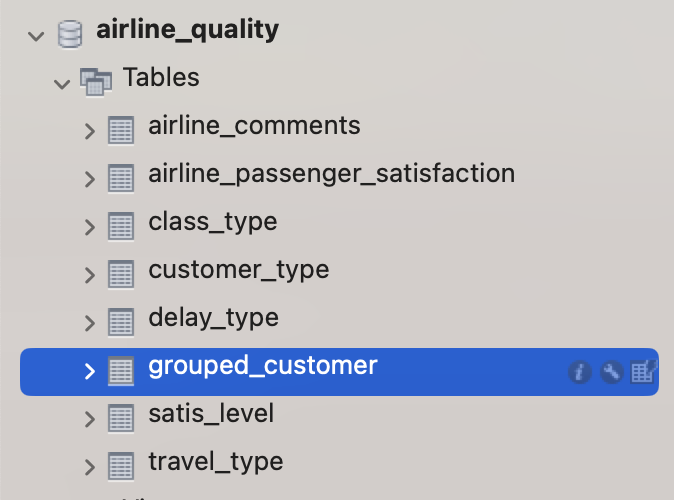 airline_quality
Tables
airline_comments
airline_passenger_satisfaction
class_type
customer_type
delay_type
grouped_customer
satis_level
travel_type